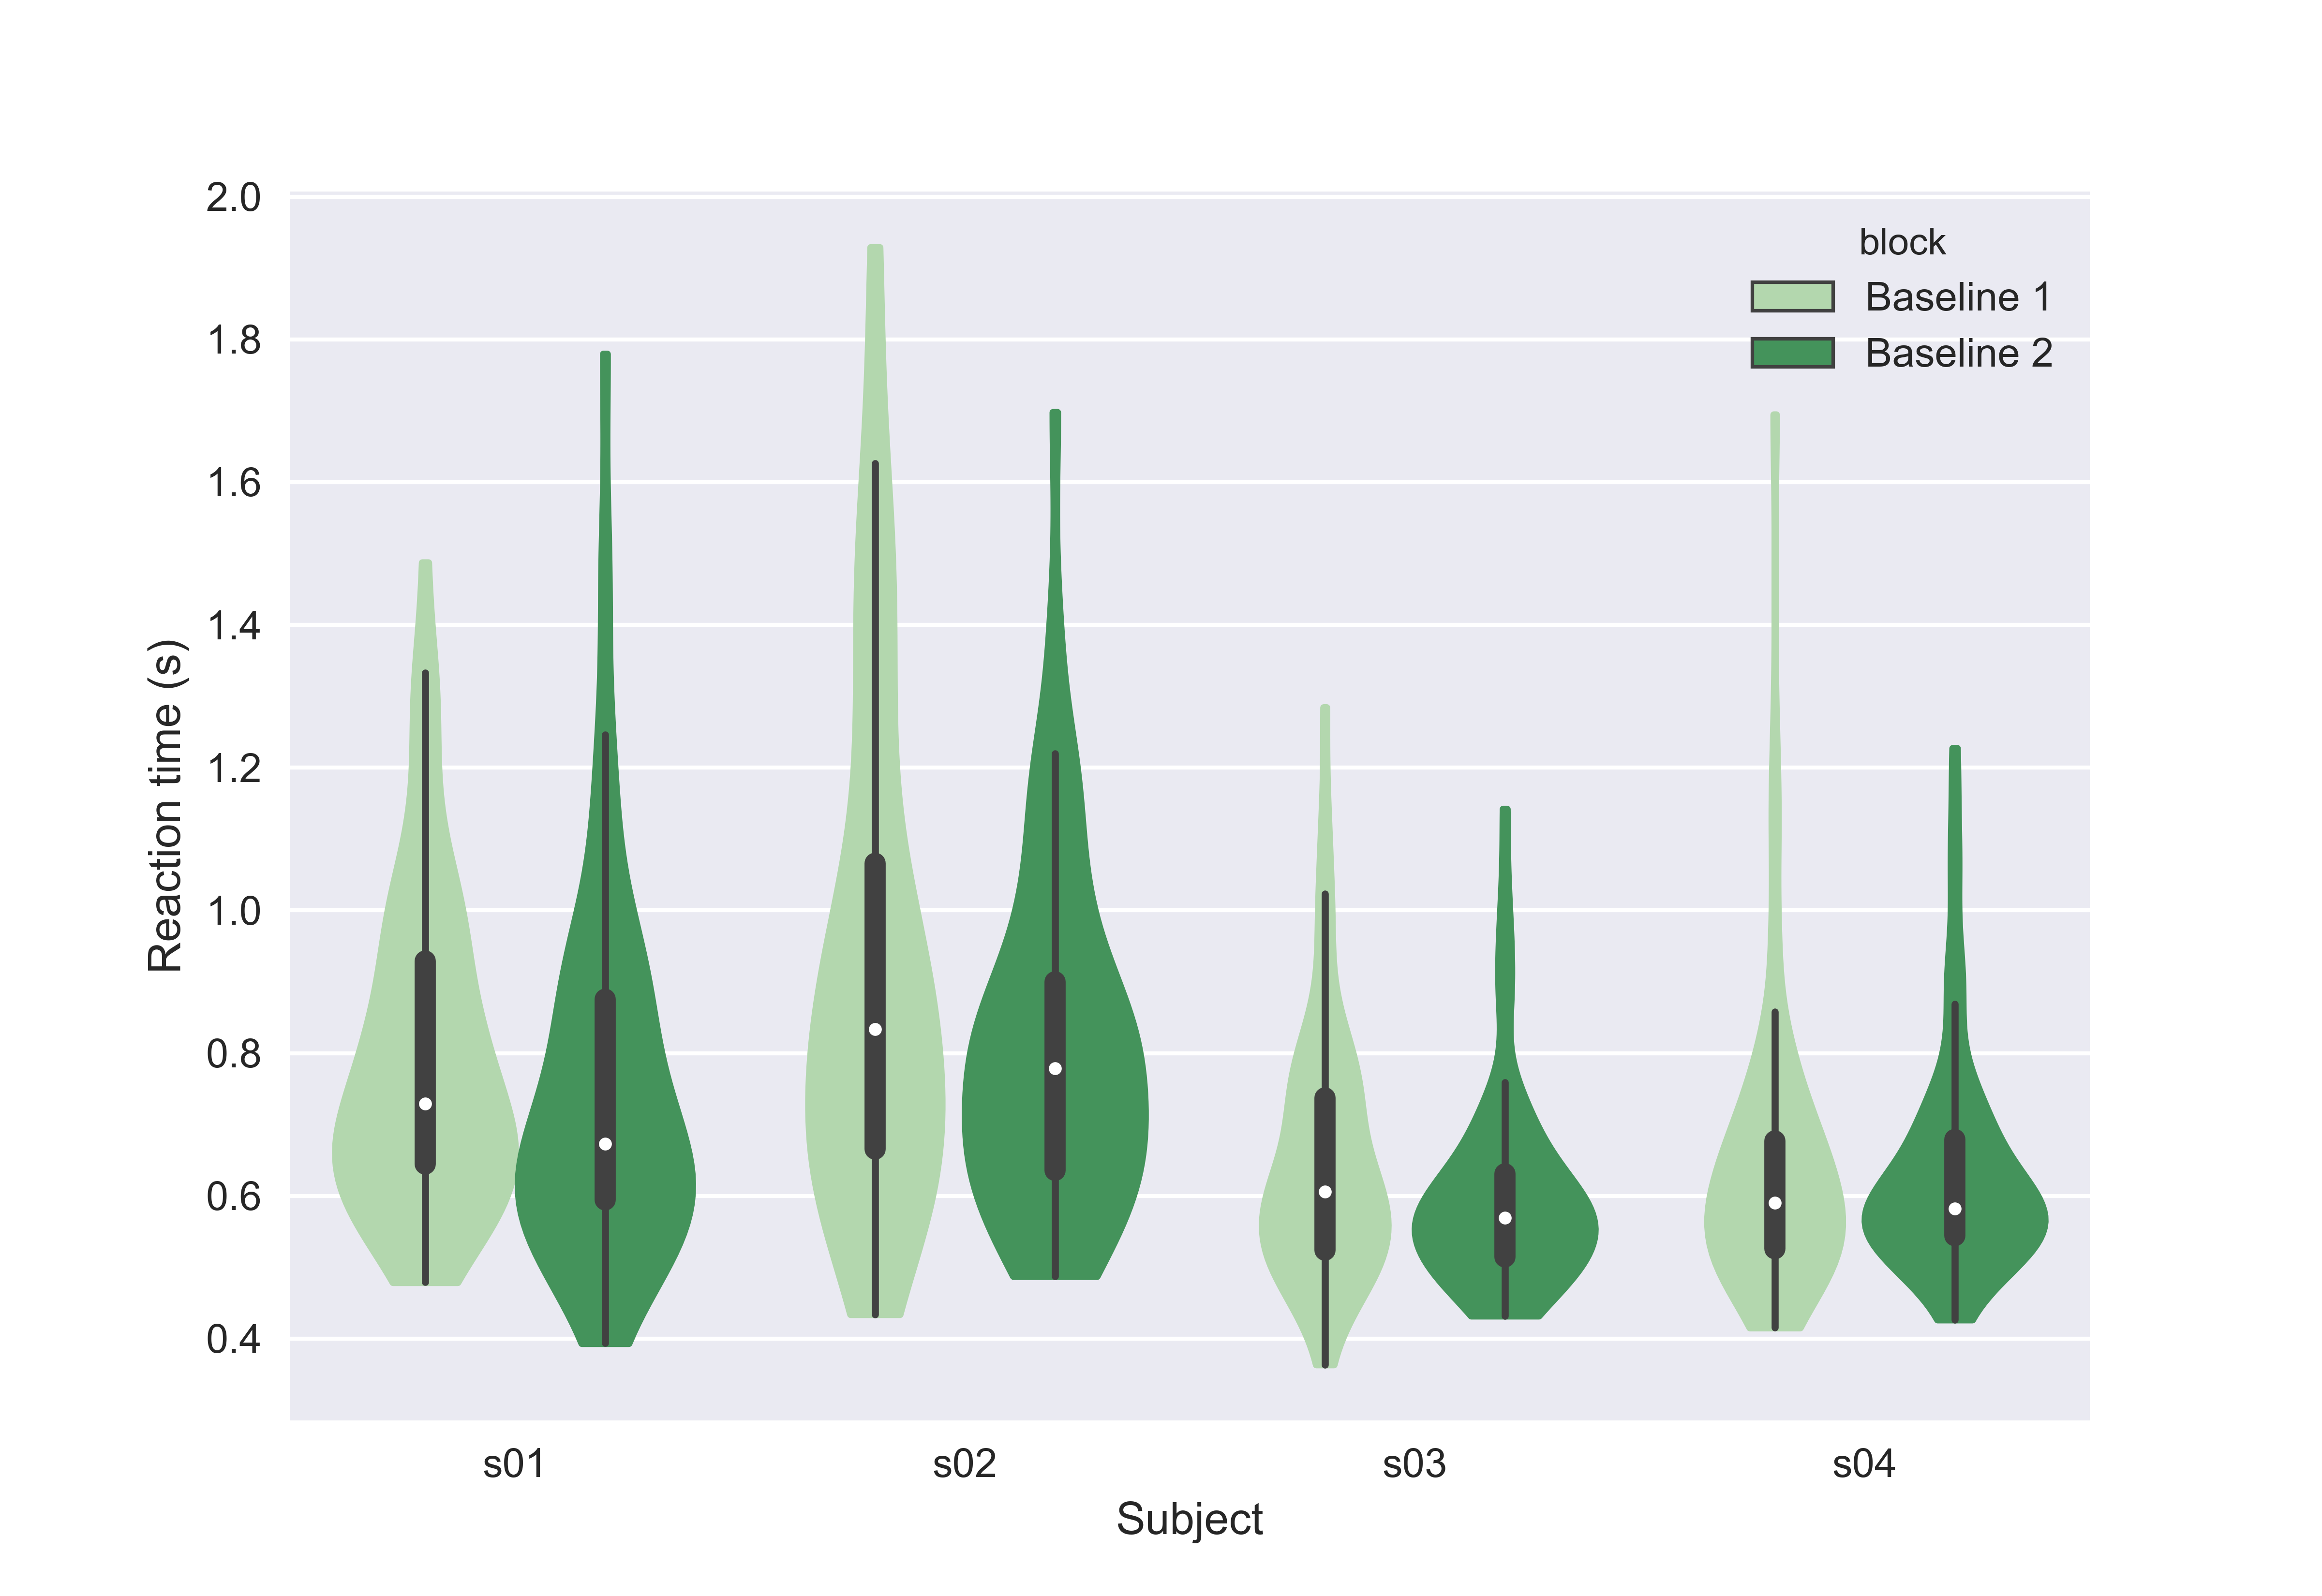 2.0
1.8
1.6
1.4
1.2
1.0
0.8
0.6
0.4
Reaction time (s)
block
Baseline 1
Baseline 2
s01 s02 s03 s04
Subject